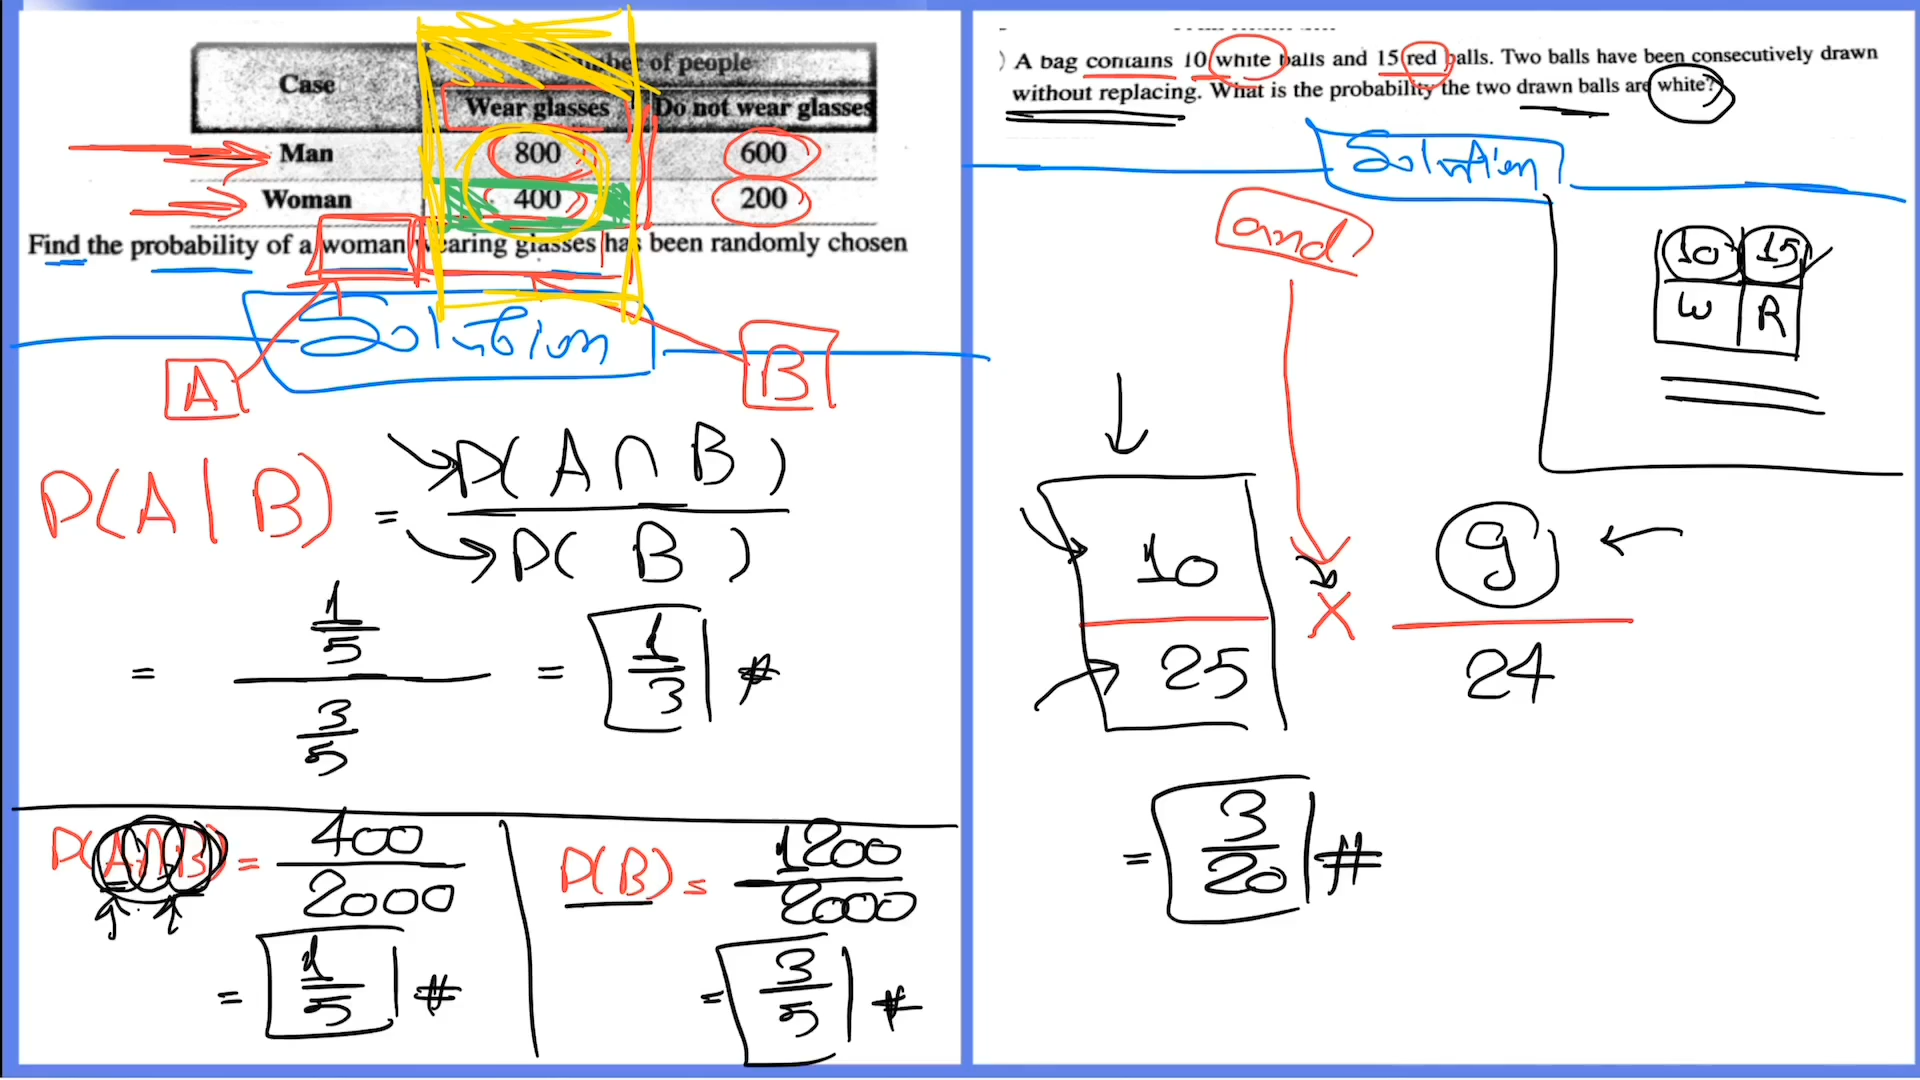 Case
of people
Wear glasses Do not wear glasses
Man 800 600
Woman 400 200
Find the probability of a woman wearing glasses has been randomly chosen
Solution
A
B
P(A|B) = P(A∩B)
P(B)
= 1/5
3/5
= 1/3 #
P(A∩B) = 400/2000
= 1/5 #
P(B) = 1200/2000
= 3/5 #
) A bag contains 10 white balls and 15 red balls. Two balls have been consecutively drawn
without replacing. What is the probability the two drawn balls are white?
Solution
and
10 15
W R
10/25 × 9/24
= 3/20 #